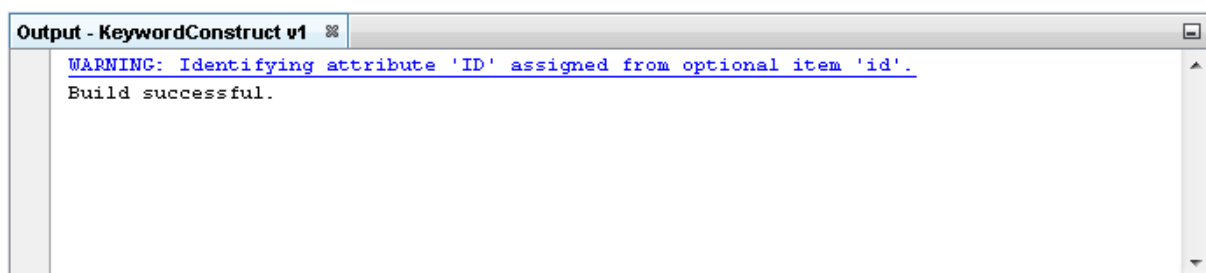 Output - KeywordConstruct v1
WARNING: Identifying attribute 'ID' assigned from optional item 'id'.
Build successful.